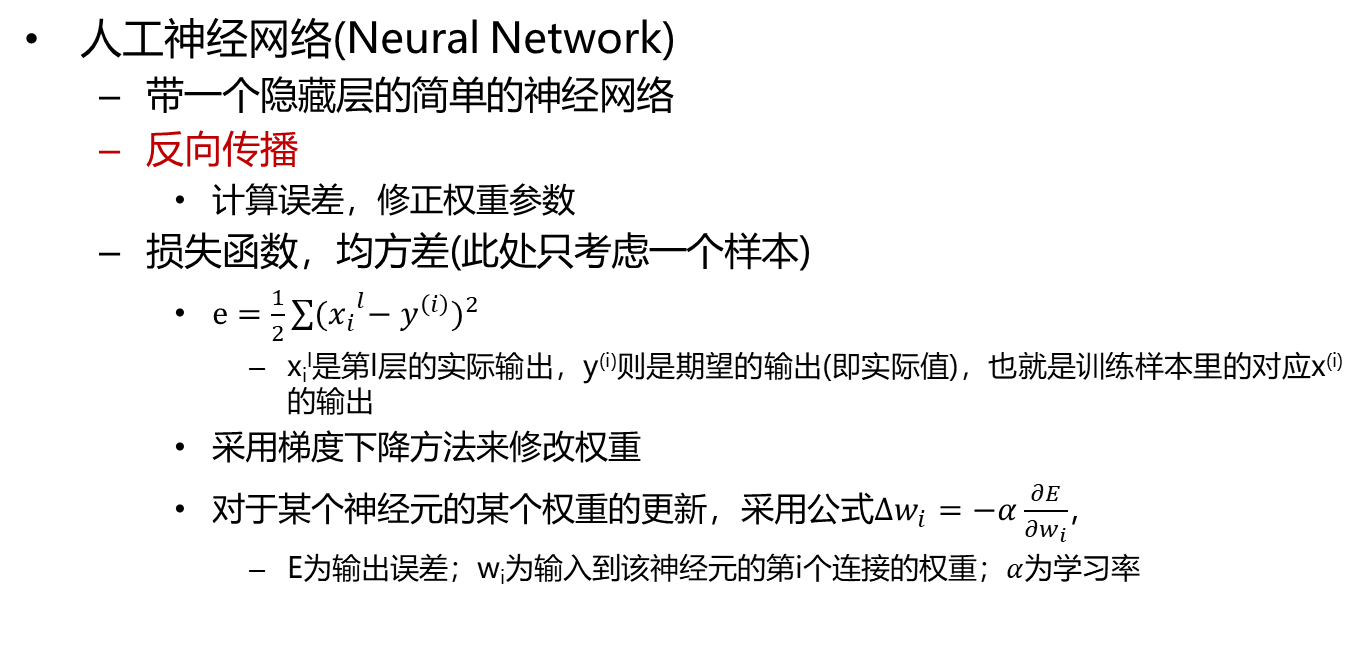 • 人工神经网络(Neural Network)
– 带一个隐藏层的简单的神经网络
– 反向传播
• 计算误差，修正权重参数
– 损失函数，均方差(此处只考虑一个样本)
• e = 1/2 ∑(xᵢˡ − y⁽ⁱ⁾)²
– xᵢˡ是第l层的实际输出，y⁽ⁱ⁾则是期望的输出(即实际值)，也就是训练样本里的对应x⁽ⁱ⁾
的输出
• 采用梯度下降方法来修改权重
• 对于某个神经元的某个权重的更新，采用公式Δwᵢ = −α ∂E/∂wᵢ,
– E为输出误差；wᵢ为输入到该神经元的第i个连接的权重；α为学习率